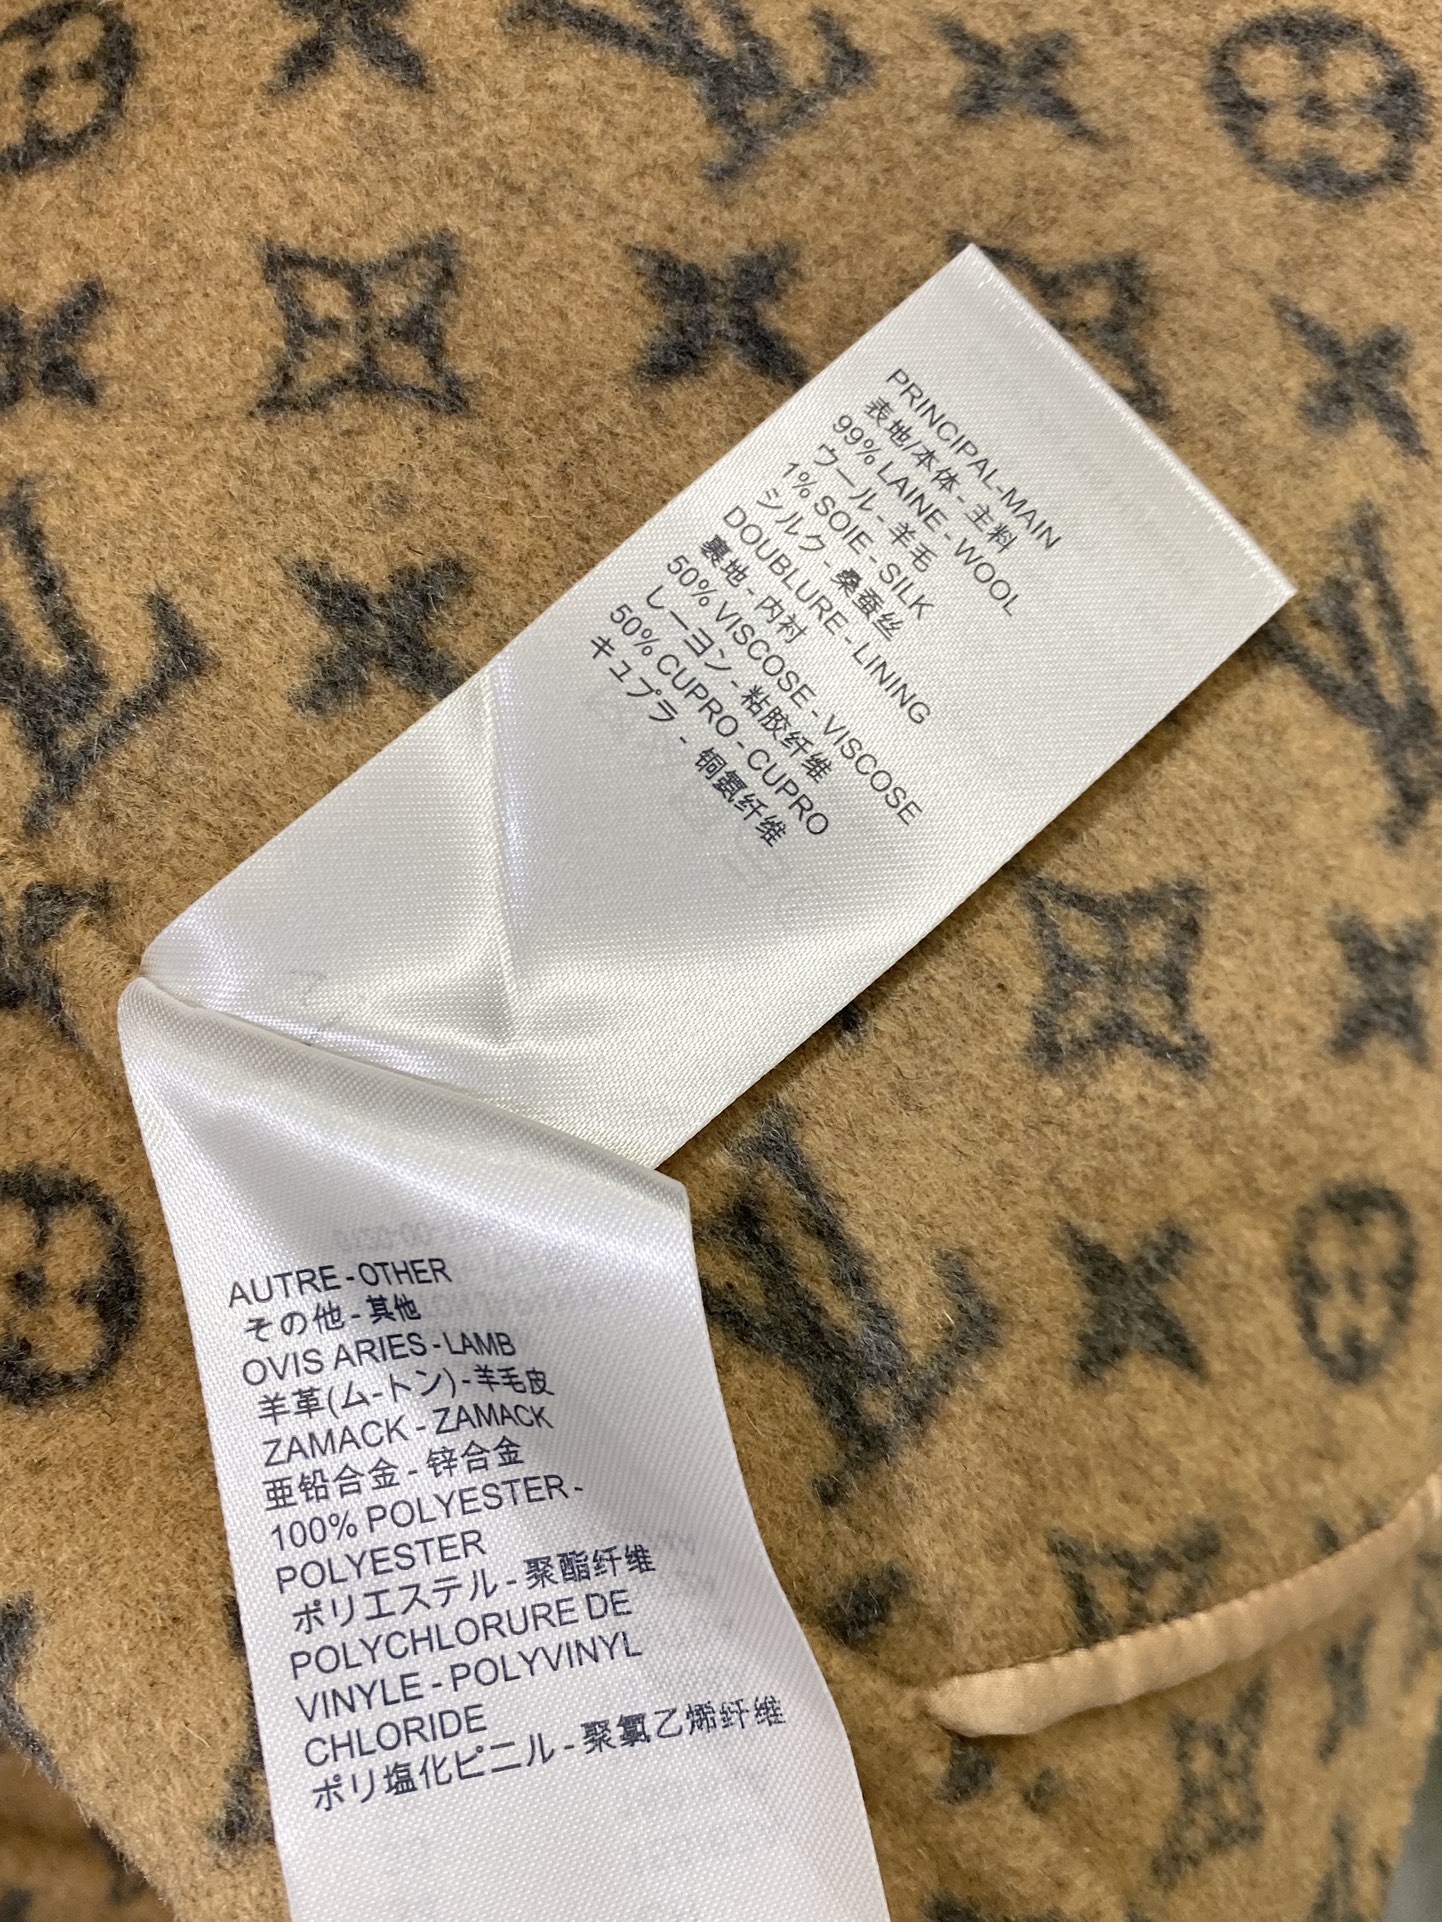 PRINCIPAL-MAIN
表地/本体 - 主料
99% LAINE - WOOL
ウール - 羊毛
1% SOIE - SILK
シルク - 桑蚕丝
DOUBLURE - LINING
裏地 - 内衬
50% VISCOSE - VISCOSE
レーヨン - 粘胶纤维
50% CUPRO - CUPRO
キュプラ - 铜氨纤维
AUTRE - OTHER
その他 - 其他
OVIS ARIES - LAMB
羊革(ム-トン) - 羊毛皮
ZAMACK - ZAMACK
亜鉛合金 - 锌合金
100% POLYESTER -
POLYESTER
ポリエステル - 聚酯纤维
POLYCHLORURE DE
VINYLE - POLYVINYL
CHLORIDE
ポリ塩化ビニル - 聚氯乙烯纤维